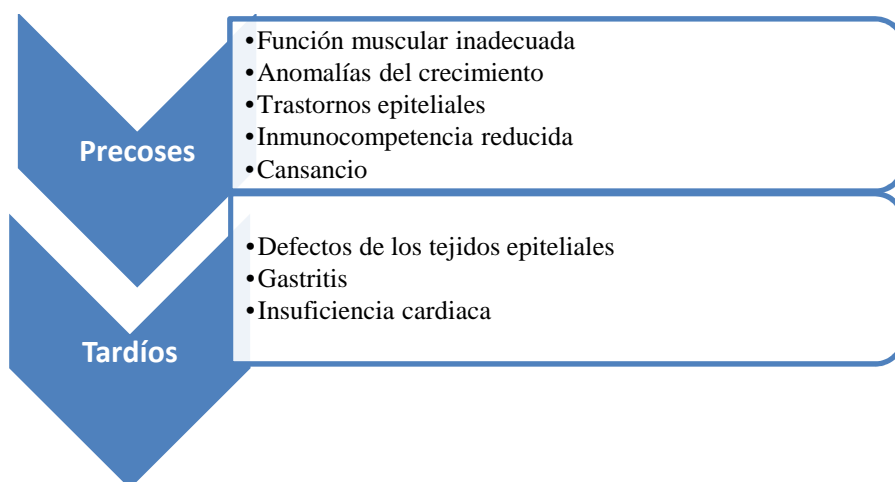 Precoses
•Función muscular inadecuada
•Anomalías del crecimiento
•Trastornos epiteliales
•Inmunocompetencia reducida
•Cansancio
Tardíos
•Defectos de los tejidos epiteliales
•Gastritis
•Insuficiencia cardiaca